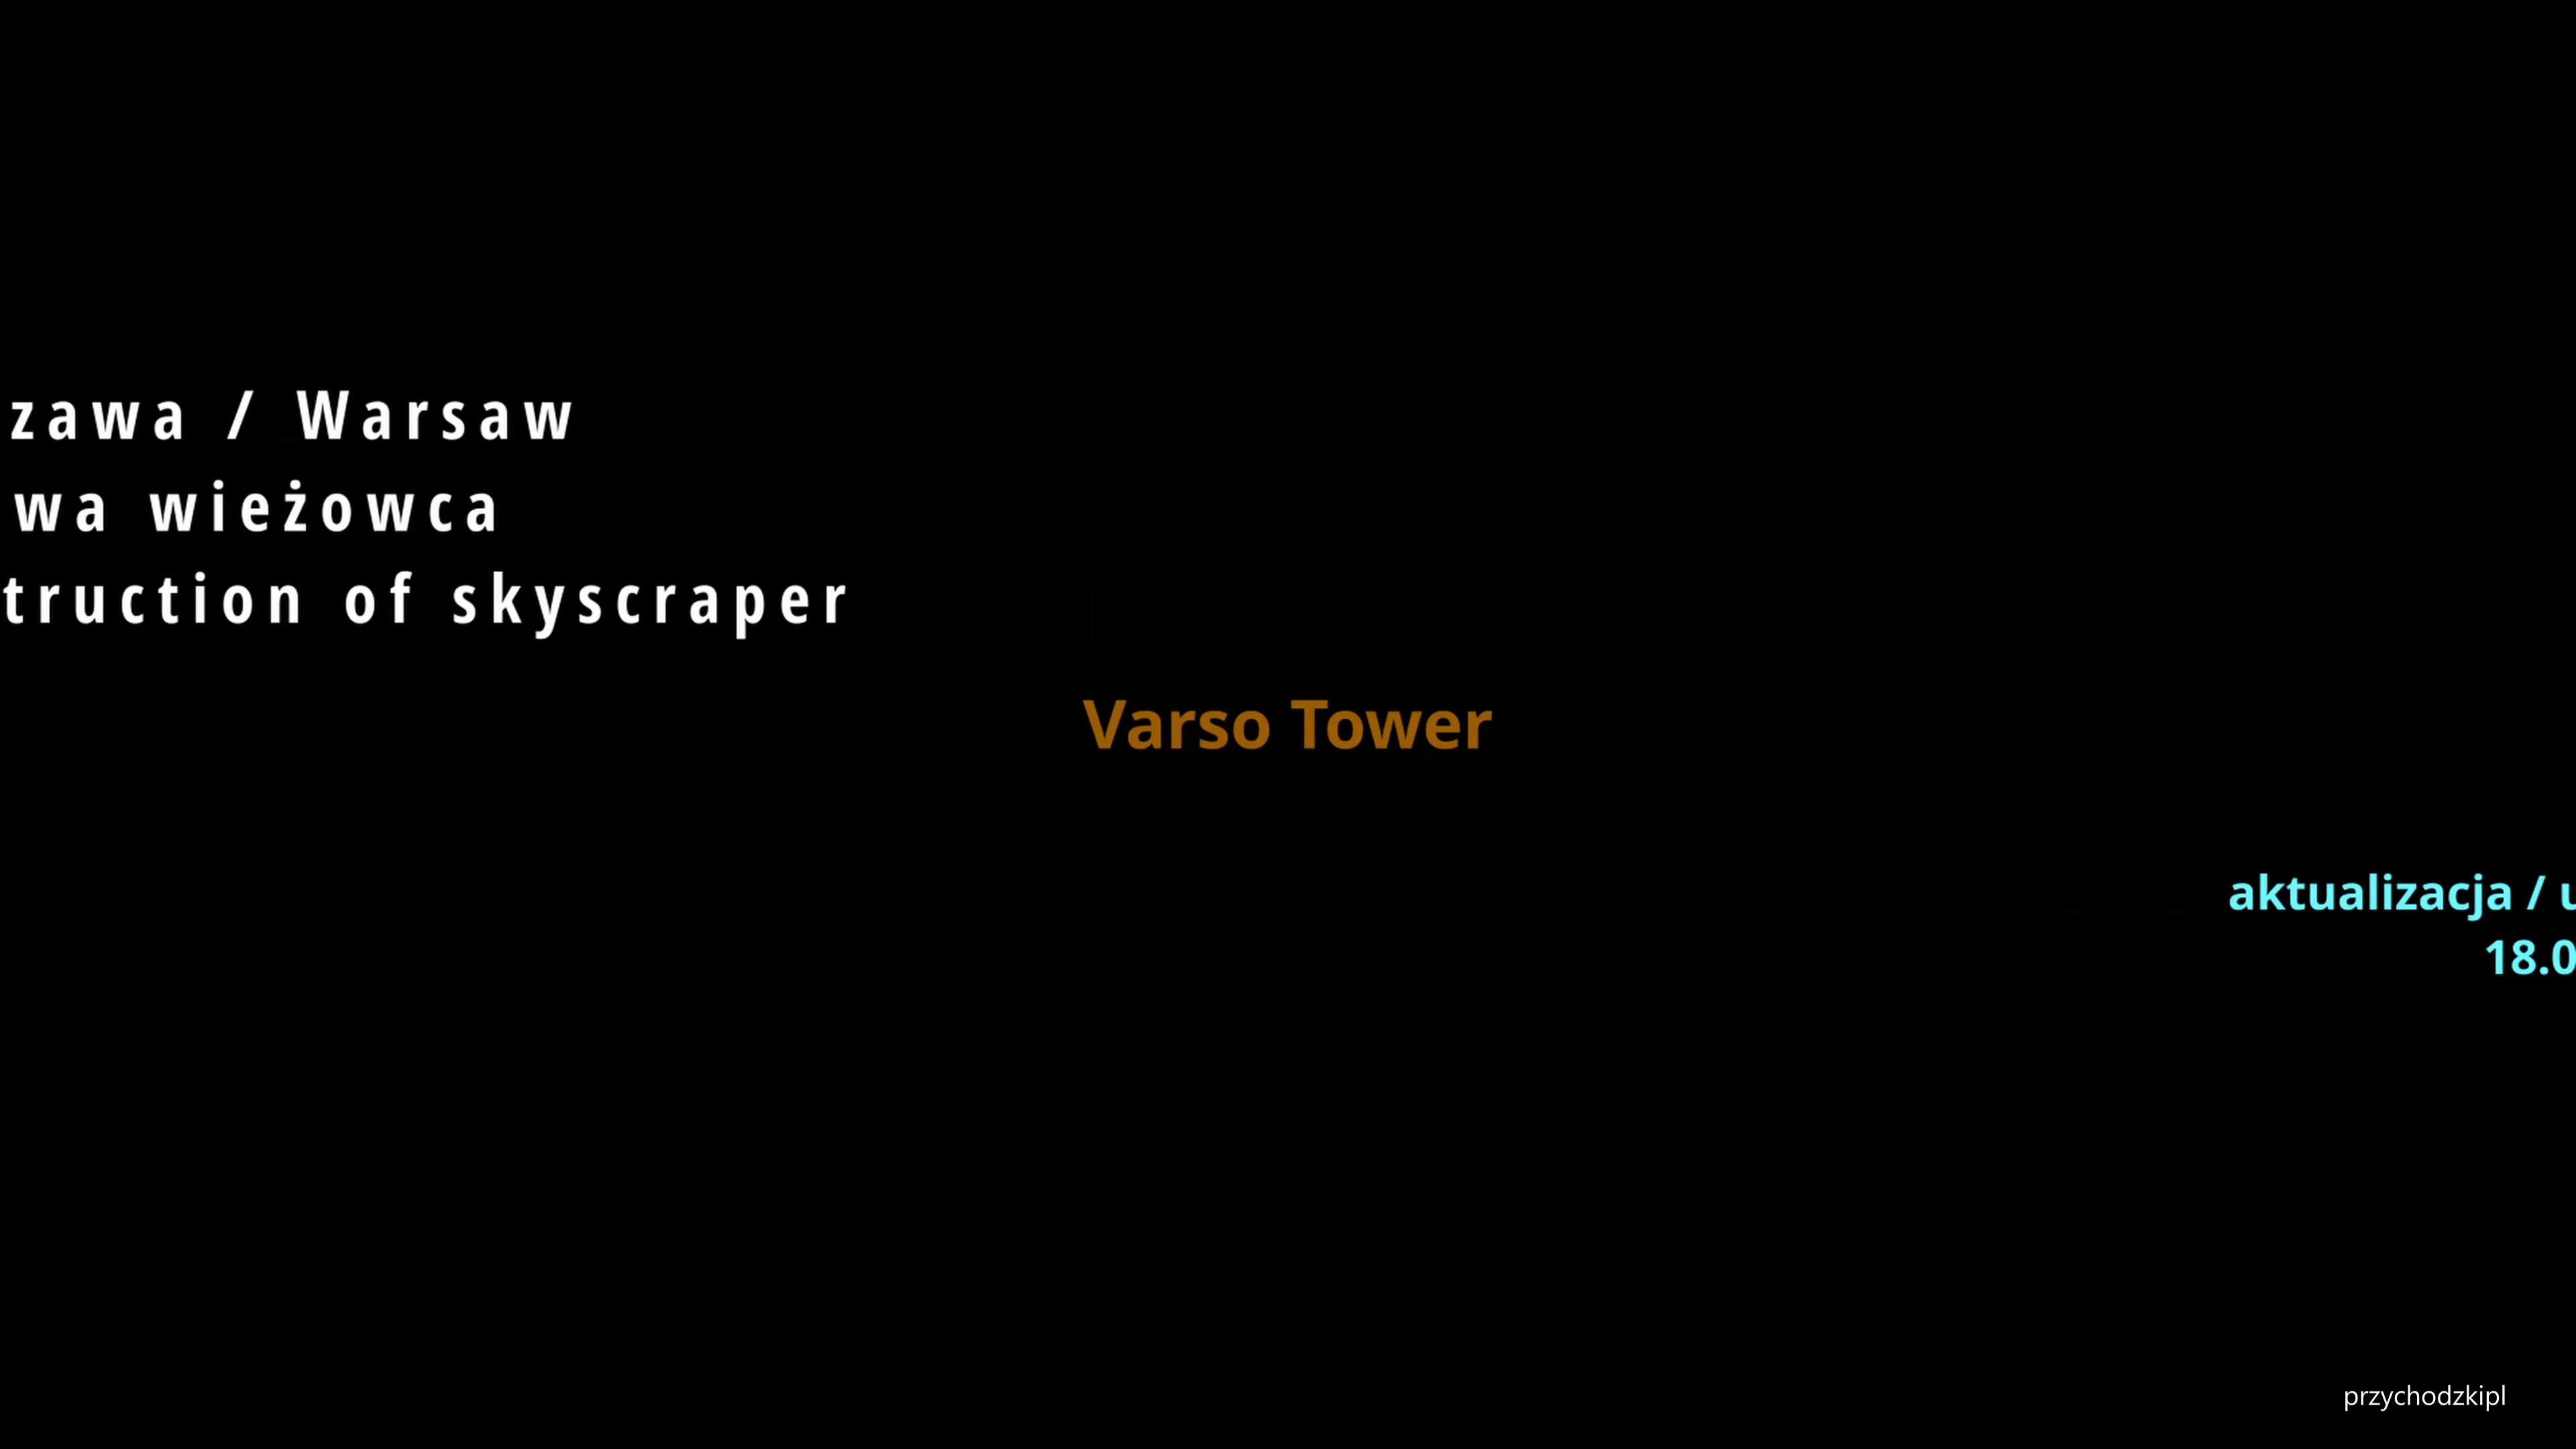 zawa / Warsaw
wa wieżowca
truction of skyscraper
Varso Tower
aktualizacja / u
18.0
przychodzkipl